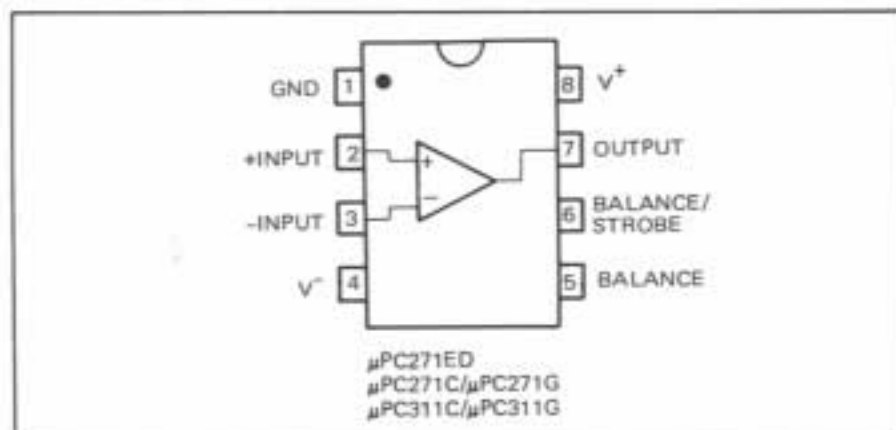 GND 1
8 V+
+INPUT 2
+
7 OUTPUT
-INPUT 3
−
6 BALANCE/
STROBE
V− 4
5 BALANCE
μPC271ED
μPC271C/μPC271G
μPC311C/μPC311G